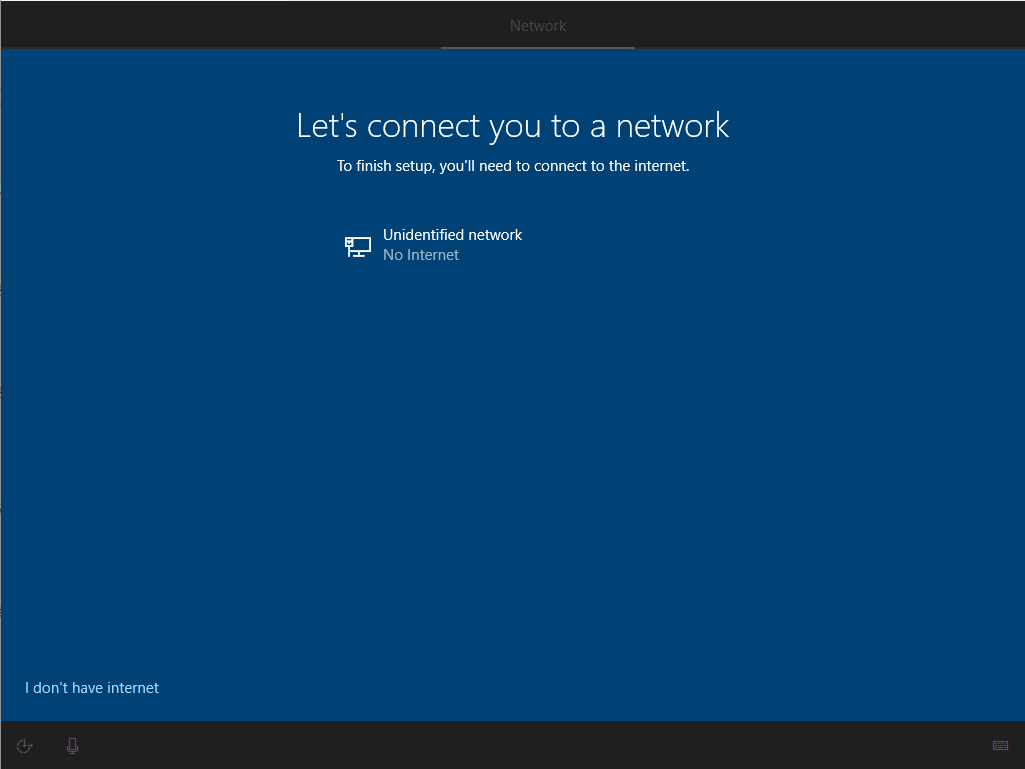 Network
Let's connect you to a network
To finish setup, you'll need to connect to the internet.
Unidentified network
No Internet
I don't have internet